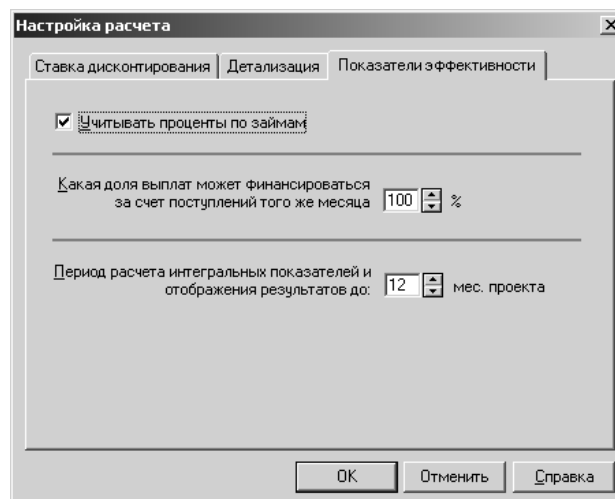 Настройка расчета
Ставка дисконтирования Детализация Показатели эффективности
Учитывать проценты по займам
Какая доля выплат может финансироваться
за счет поступлений того же месяца 100 %
Период расчета интегральных показателей и
отображения результатов до: 12 мес. проекта
OK Отменить Справка